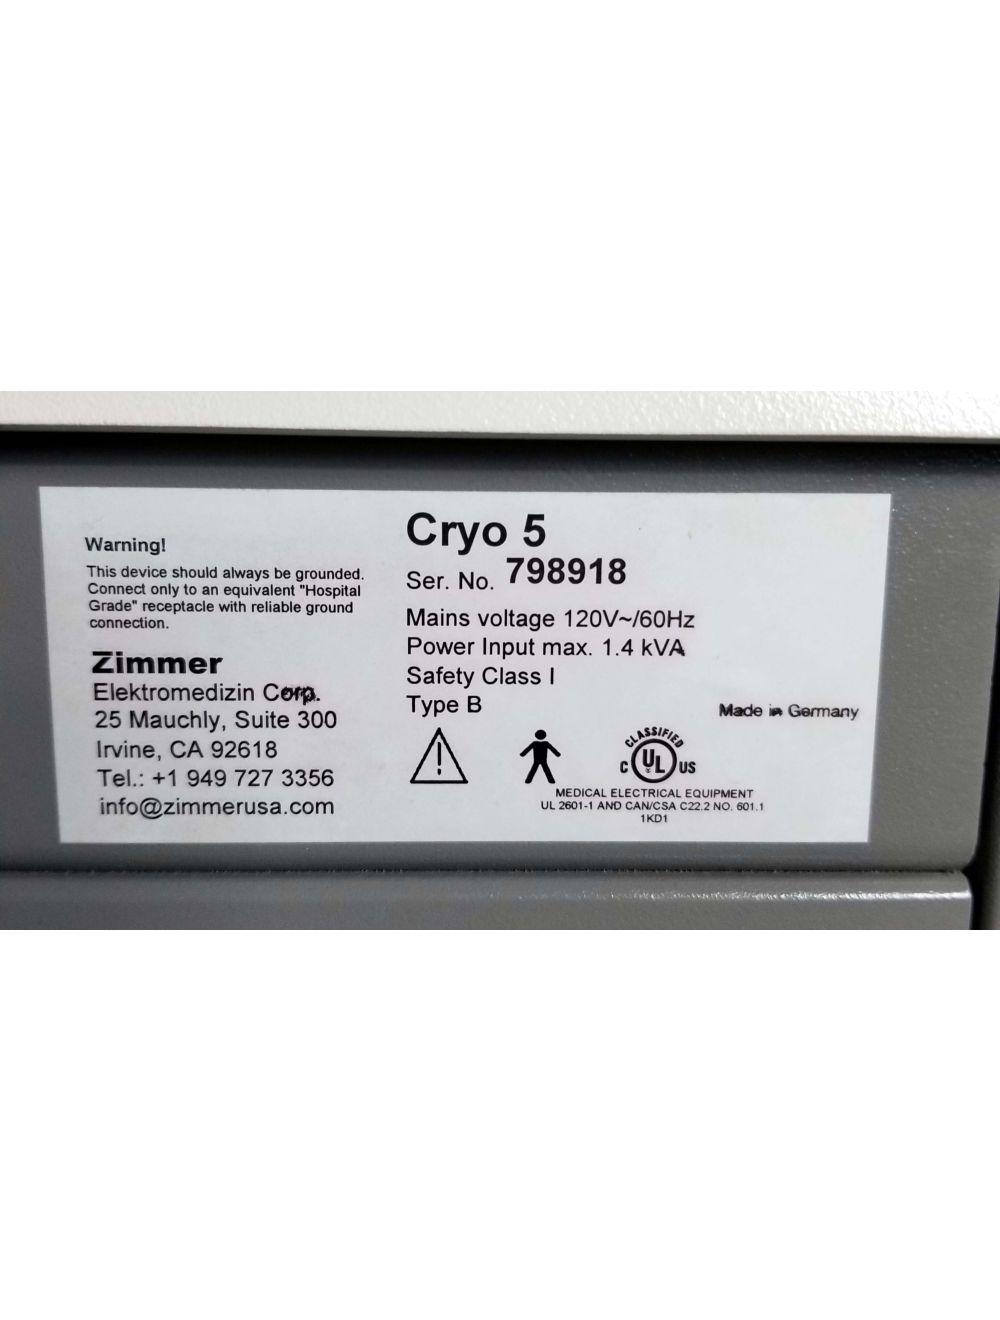 Warning!
This device should always be grounded.
Connect only to an equivalent "Hospital
Grade" receptacle with reliable ground
connection.
Zimmer
Elektromedizin Corp.
25 Mauchly, Suite 300
Irvine, CA 92618
Tel.: +1 949 727 3356
info@zimmerusa.com
Cryo 5
Ser. No. 798918
Mains voltage 120V~/60Hz
Power Input max. 1.4 kVA
Safety Class I
Type B
Made in Germany
CLASSIFIED
C UL US
MEDICAL ELECTRICAL EQUIPMENT
UL 2601-1 AND CAN/CSA C22.2 NO. 601.1
1KD1